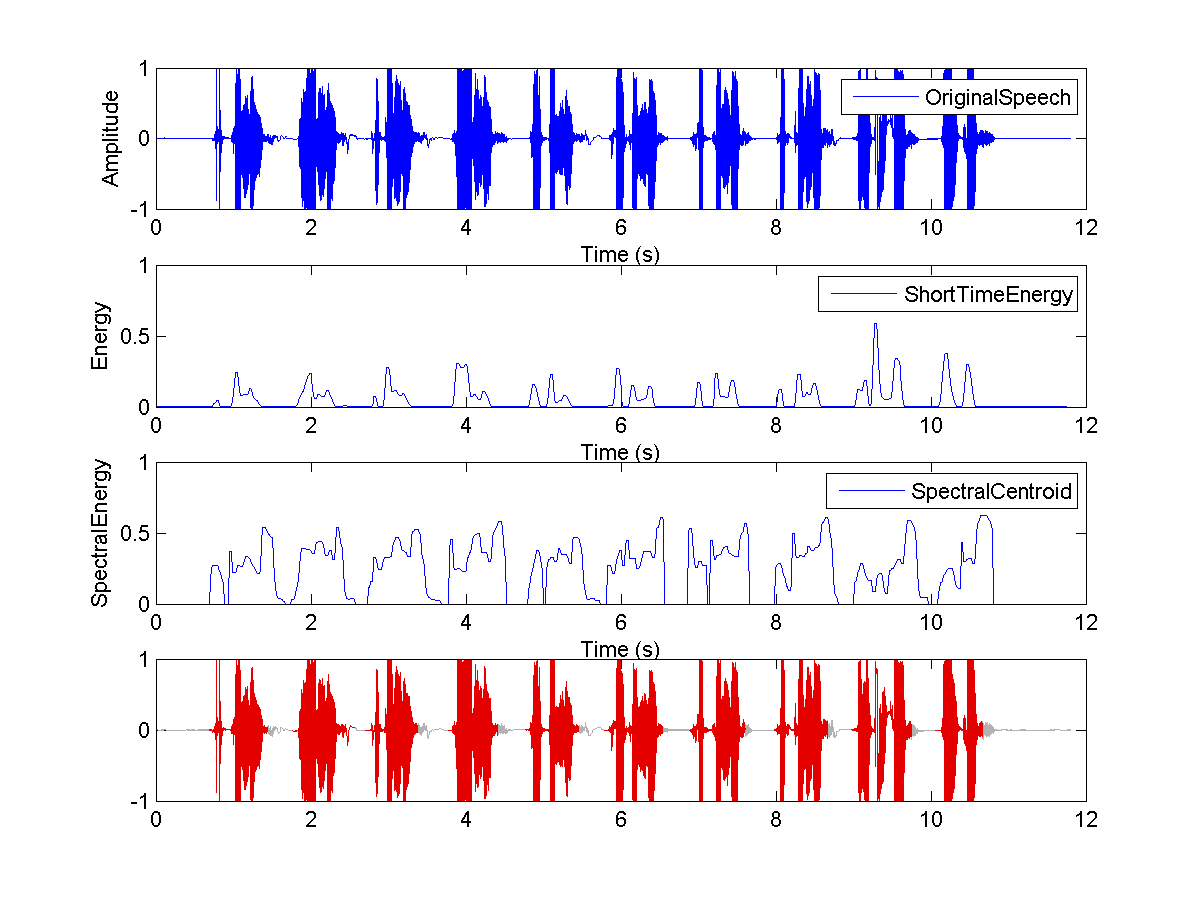 1
OriginalSpeech
Amplitude
0
-1
0 2 4 6 8 10 12
Time (s)
1
ShortTimeEnergy
Energy
0.5
0
0 2 4 6 8 10 12
Time (s)
1
SpectralCentroid
SpectralEnergy
0.5
0
0 2 4 6 8 10 12
Time (s)
1
0
-1
0 2 4 6 8 10 12